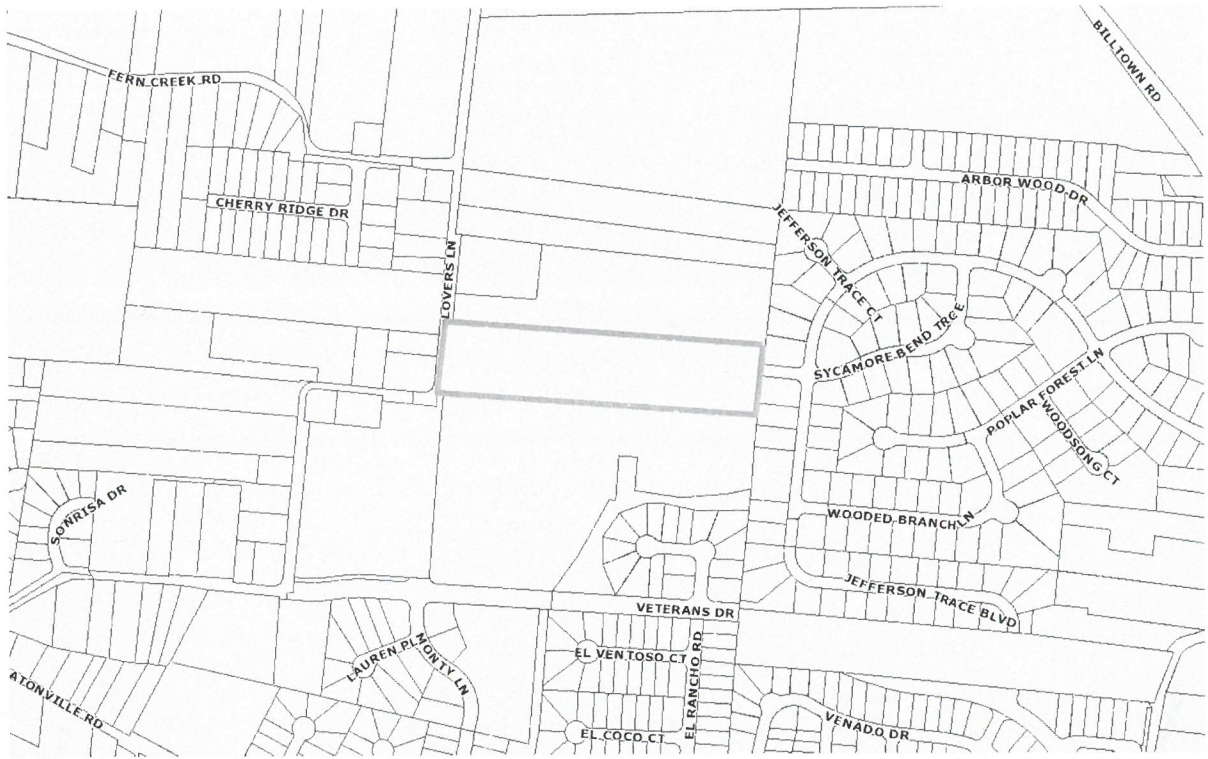 BILLTOWN RD
FERN CREEK RD
ARBOR WOOD DR
CHERRY RIDGE DR
JEFFERSON TRACE CT
LOVERS LN
SYCAMORE BEND TRCE
POPLAR FOREST LN
WOODSONG CT
SONRISA DR
WOODED BRANCH LN
JEFFERSON TRACE BLVD
VETERANS DR
LAUREN PL
MONTY LN
EL VENTOSO CT
EL RANCHO RD
ATONVILLE RD
VENADO DR
EL COCO CT